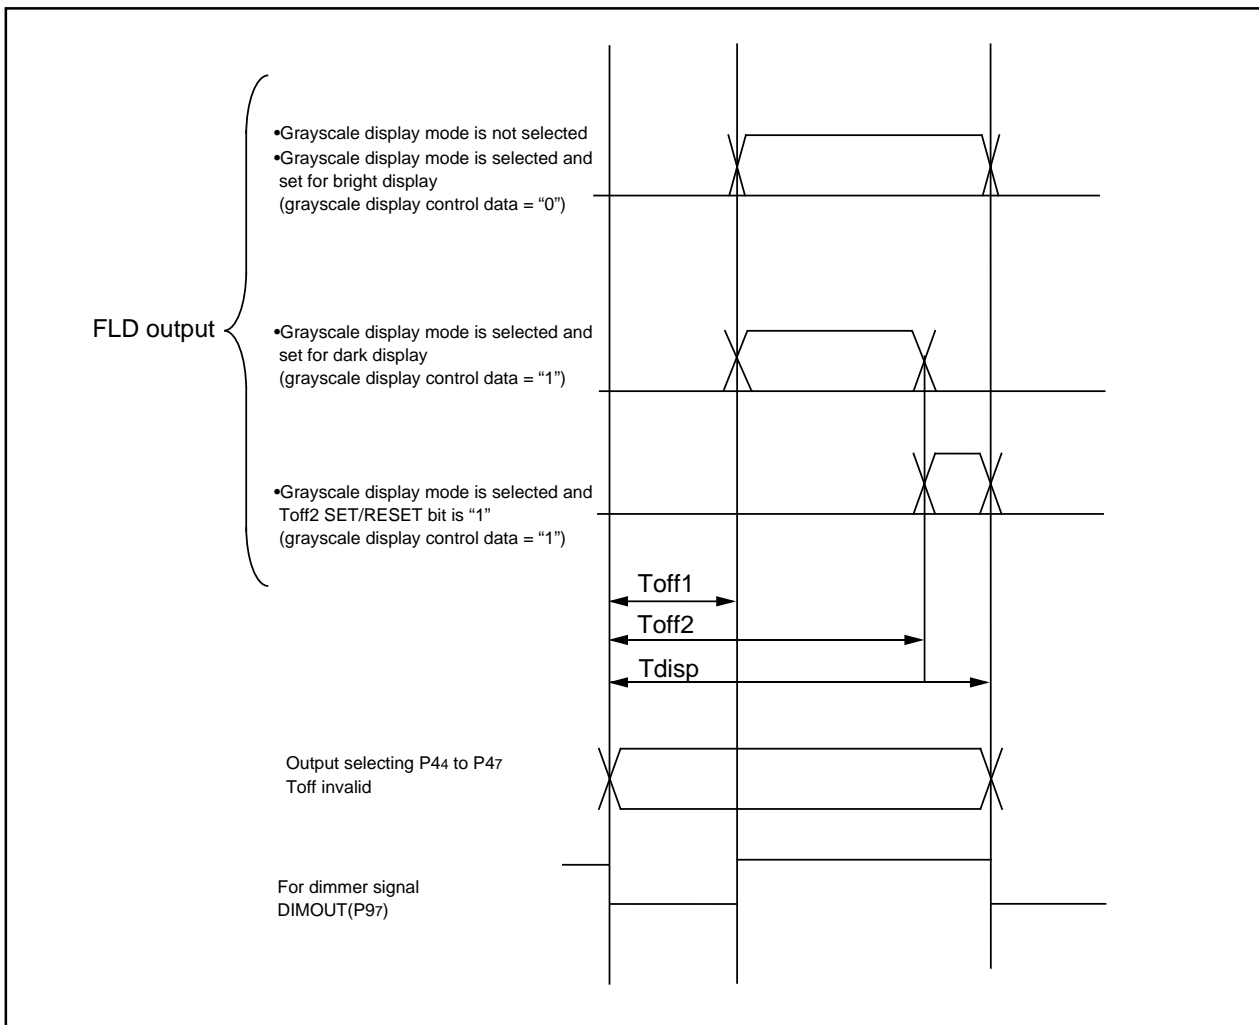 •Grayscale display mode is not selected
•Grayscale display mode is selected and
set for bright display
(grayscale display control data = “0”)
FLD output
•Grayscale display mode is selected and
set for dark display
(grayscale display control data = “1”)
•Grayscale display mode is selected and
Toff2 SET/RESET bit is “1”
(grayscale display control data = “1”)
Toff1
Toff2
Tdisp
Output selecting P44 to P47
Toff invalid
For dimmer signal
DIMOUT(P97)